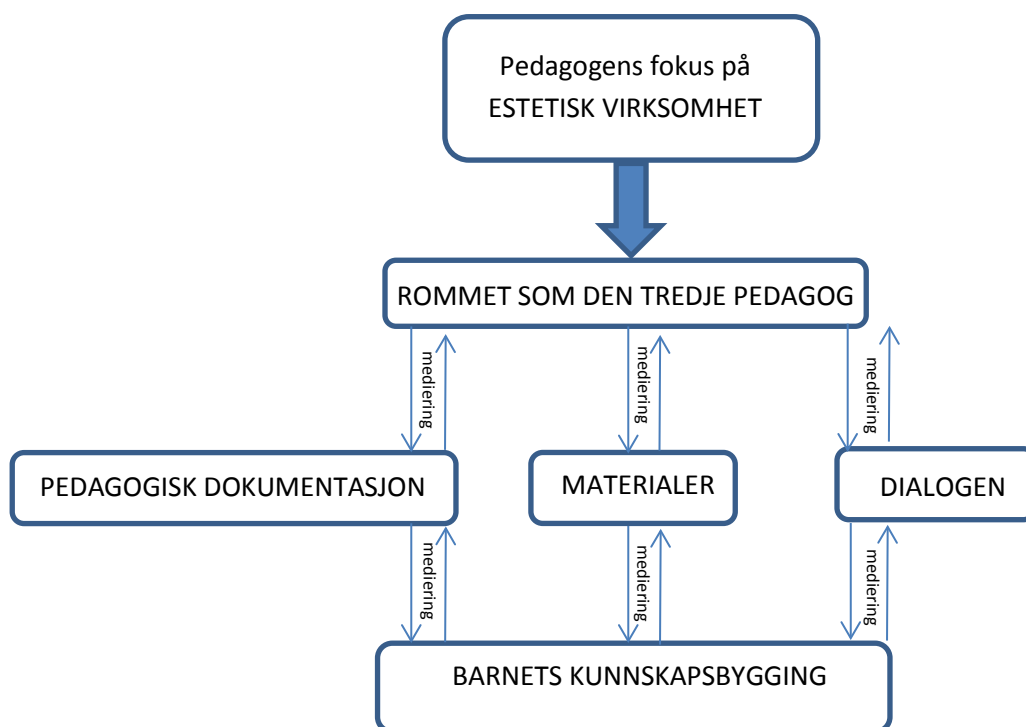 Pedagogens fokus på
ESTETISK VIRKSOMHET
ROMMET SOM DEN TREDJE PEDAGOG
mediering
mediering
mediering
PEDAGOGISK DOKUMENTASJON
MATERIALER
DIALOGEN
mediering
mediering
mediering
BARNETS KUNNSKAPSBYGGING